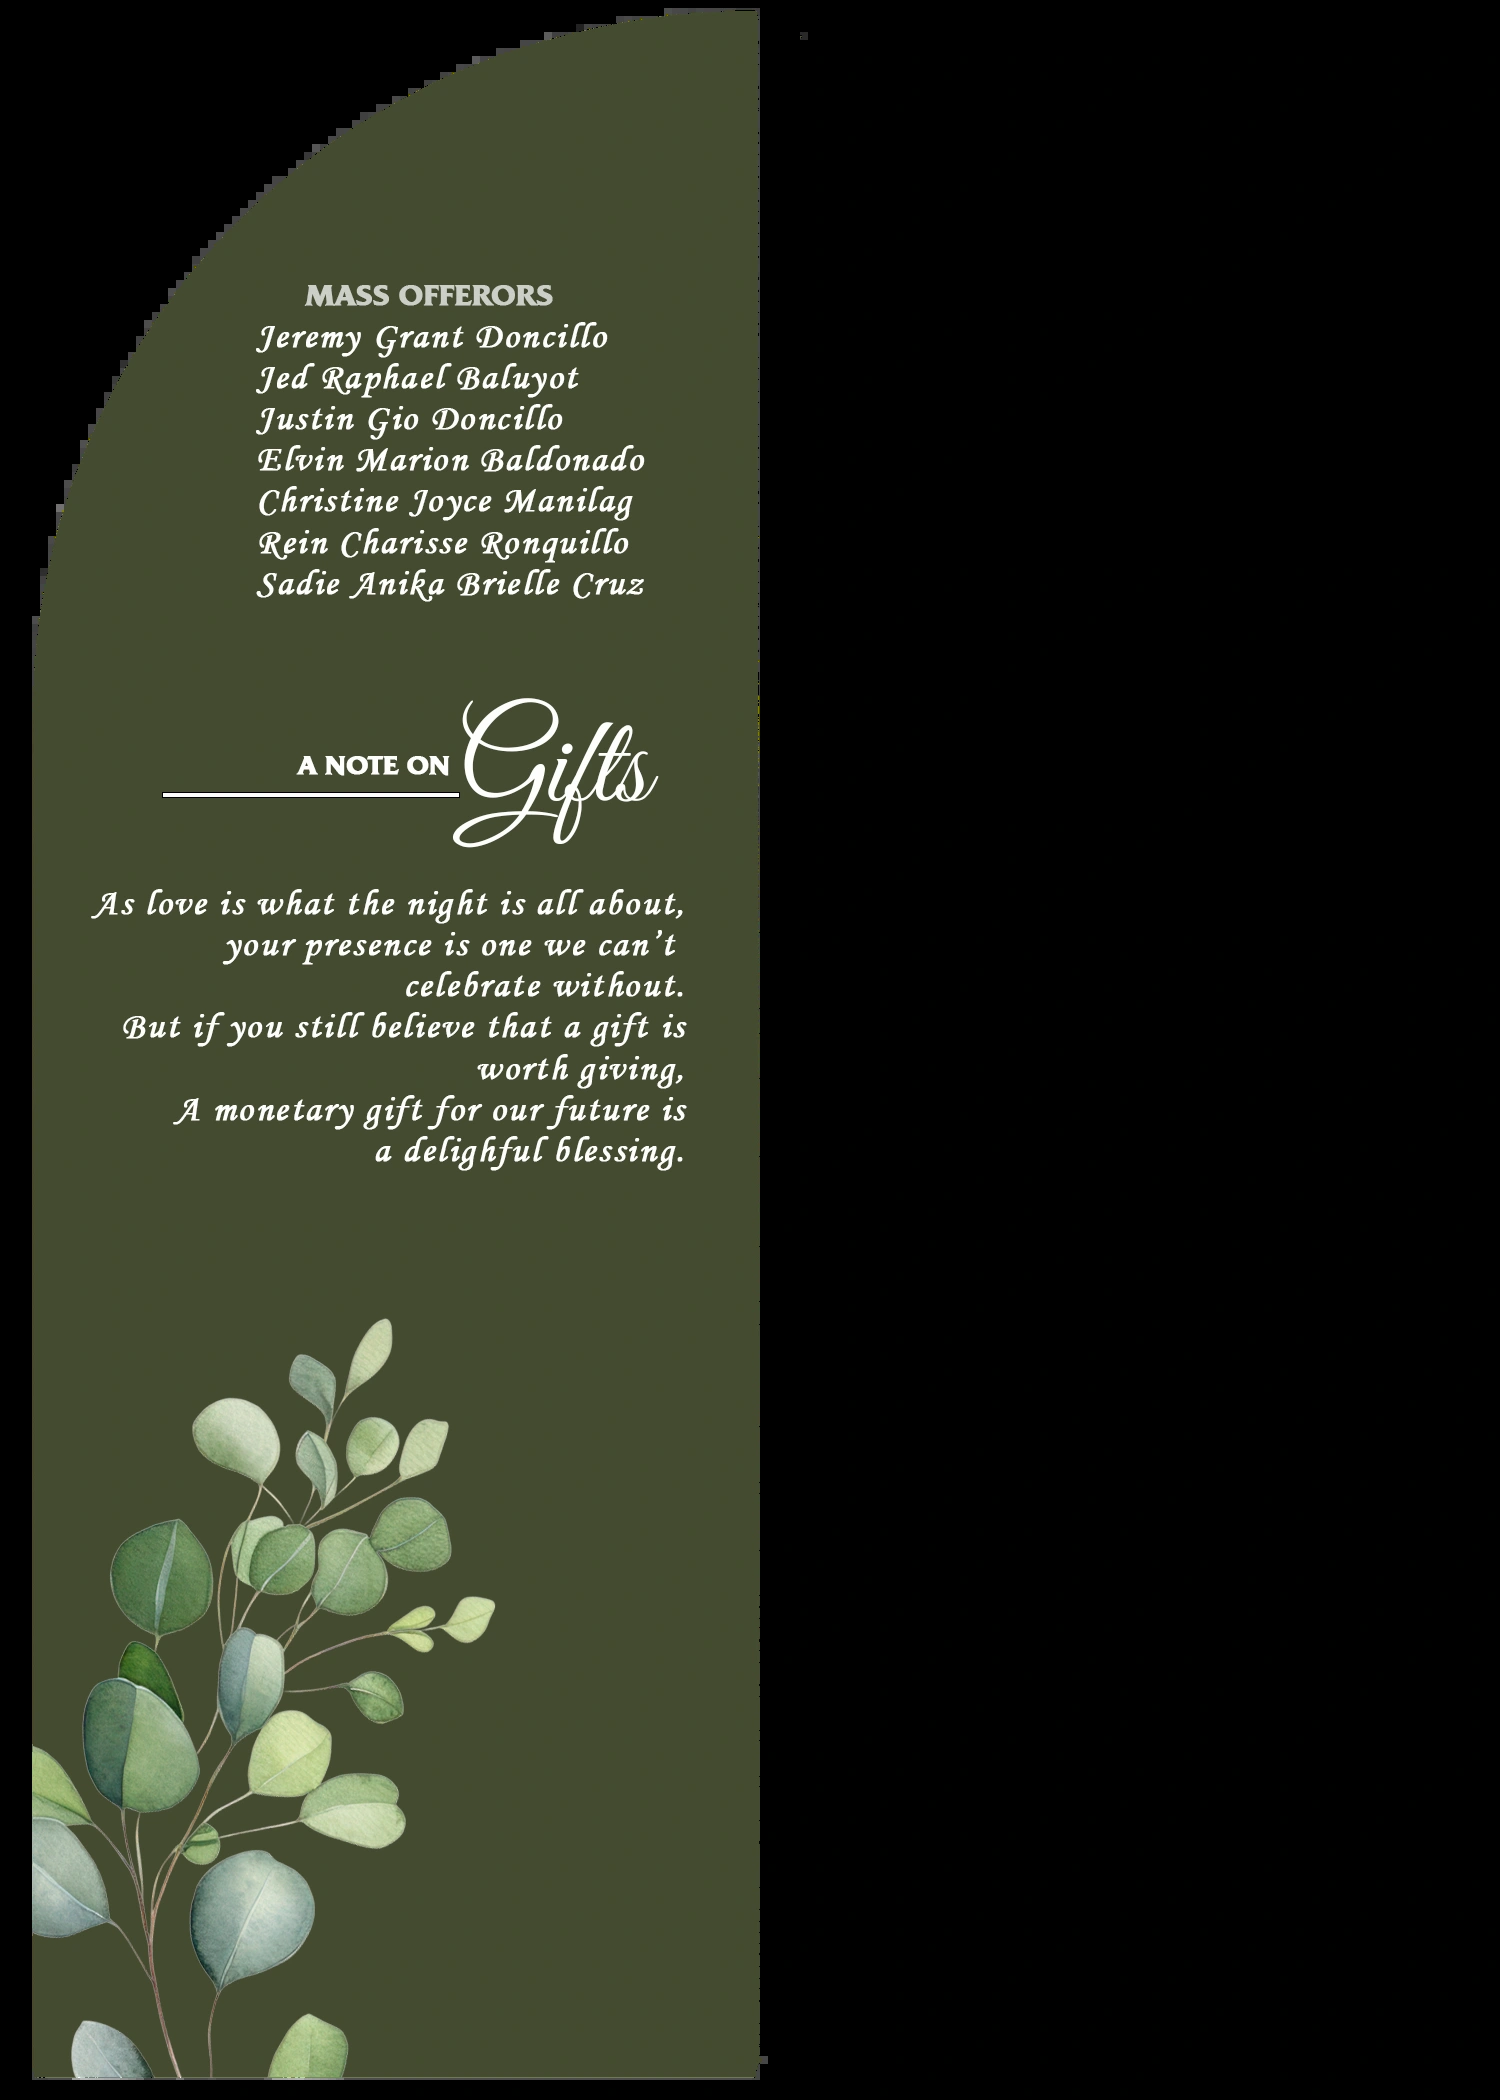 MASS OFFERORS
Jeremy Grant Doncillo
Jed Raphael Baluyot
Justin Gio Doncillo
Elvin Marion Baldonado
Christine Joyce Manilag
Rein Charisse Ronquillo
Sadie Anika Brielle Cruz
A NOTE ON Gifts
As love is what the night is all about,
your presence is one we can’t
celebrate without.
But if you still believe that a gift is
worth giving,
A monetary gift for our future is
a delighful blessing.